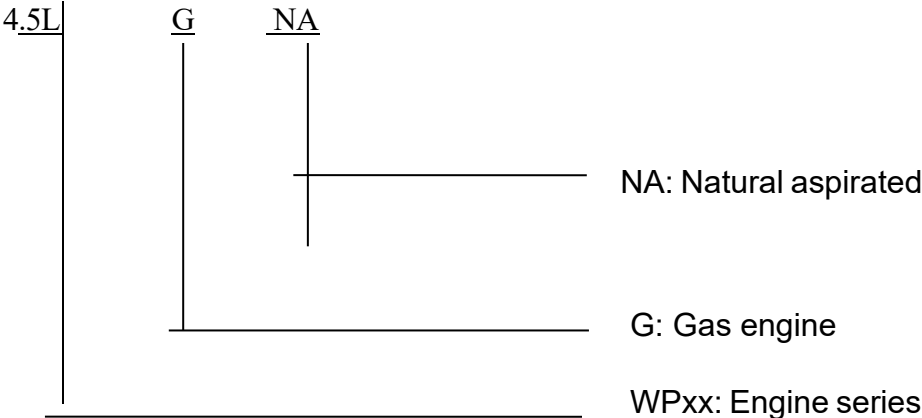 4.5L G NA
NA: Natural aspirated
G: Gas engine
WPxx: Engine series